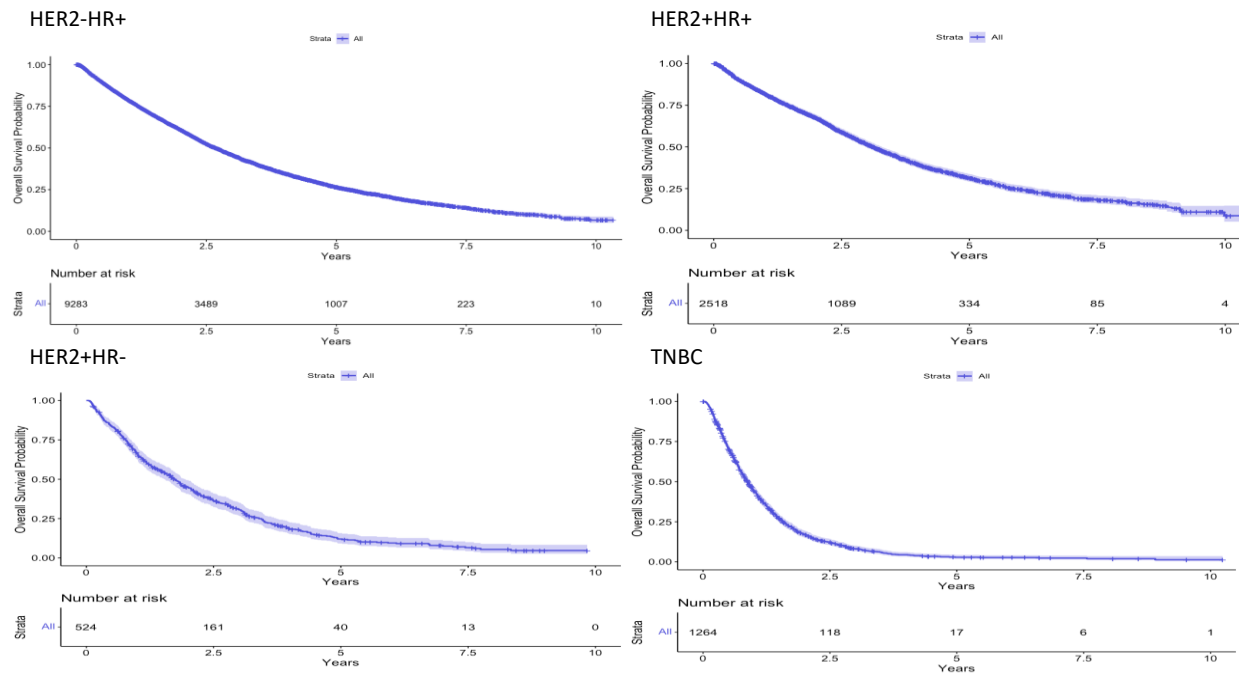 HER2-HR+
Strata All
Overall Survival Probability
1.00
0.75
0.50
0.25
0.00
0 2.5 5 7.5 10
Years
Number at risk
Strata
All 9283 3489 1007 223 10
0 2.5 5 7.5 10
Years
HER2+HR+
Strata All
Overall Survival Probability
1.00
0.75
0.50
0.25
0.00
0 2.5 5 7.5 10
Years
Number at risk
Strata
All 2518 1089 334 85 4
0 2.5 5 7.5 10
Years
HER2+HR-
Strata All
Overall Survival Probability
1.00
0.75
0.50
0.25
0.00
0 2.5 5 7.5 10
Years
Number at risk
Strata
All 524 161 40 13 0
0 2.5 5 7.5 10
Years
TNBC
Strata All
Overall Survival Probability
1.00
0.75
0.50
0.25
0.00
0 2.5 5 7.5 10
Years
Number at risk
Strata
All 1264 118 17 6 1
0 2.5 5 7.5 10
Years